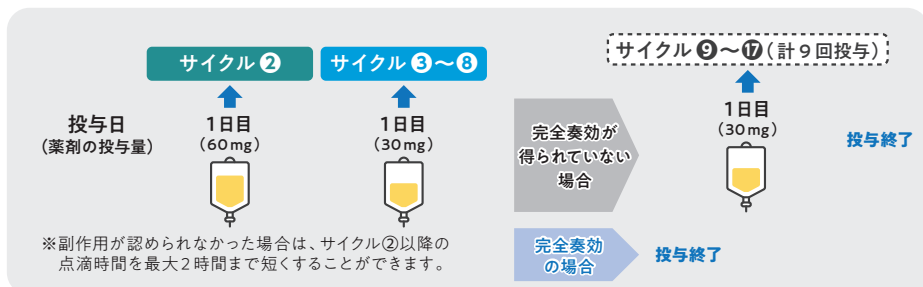 サイクル❷
サイクル❸〜❽
サイクル❾〜⓱(計9回投与)
投与日
(薬剤の投与量)
1日目
(60mg)
1日目
(30mg)
完全奏効が
得られていない
場合
1日目
(30mg)
投与終了
※副作用が認められなかった場合は、サイクル②以降の
点滴時間を最大2時間まで短くすることができます。
完全奏効
の場合
投与終了